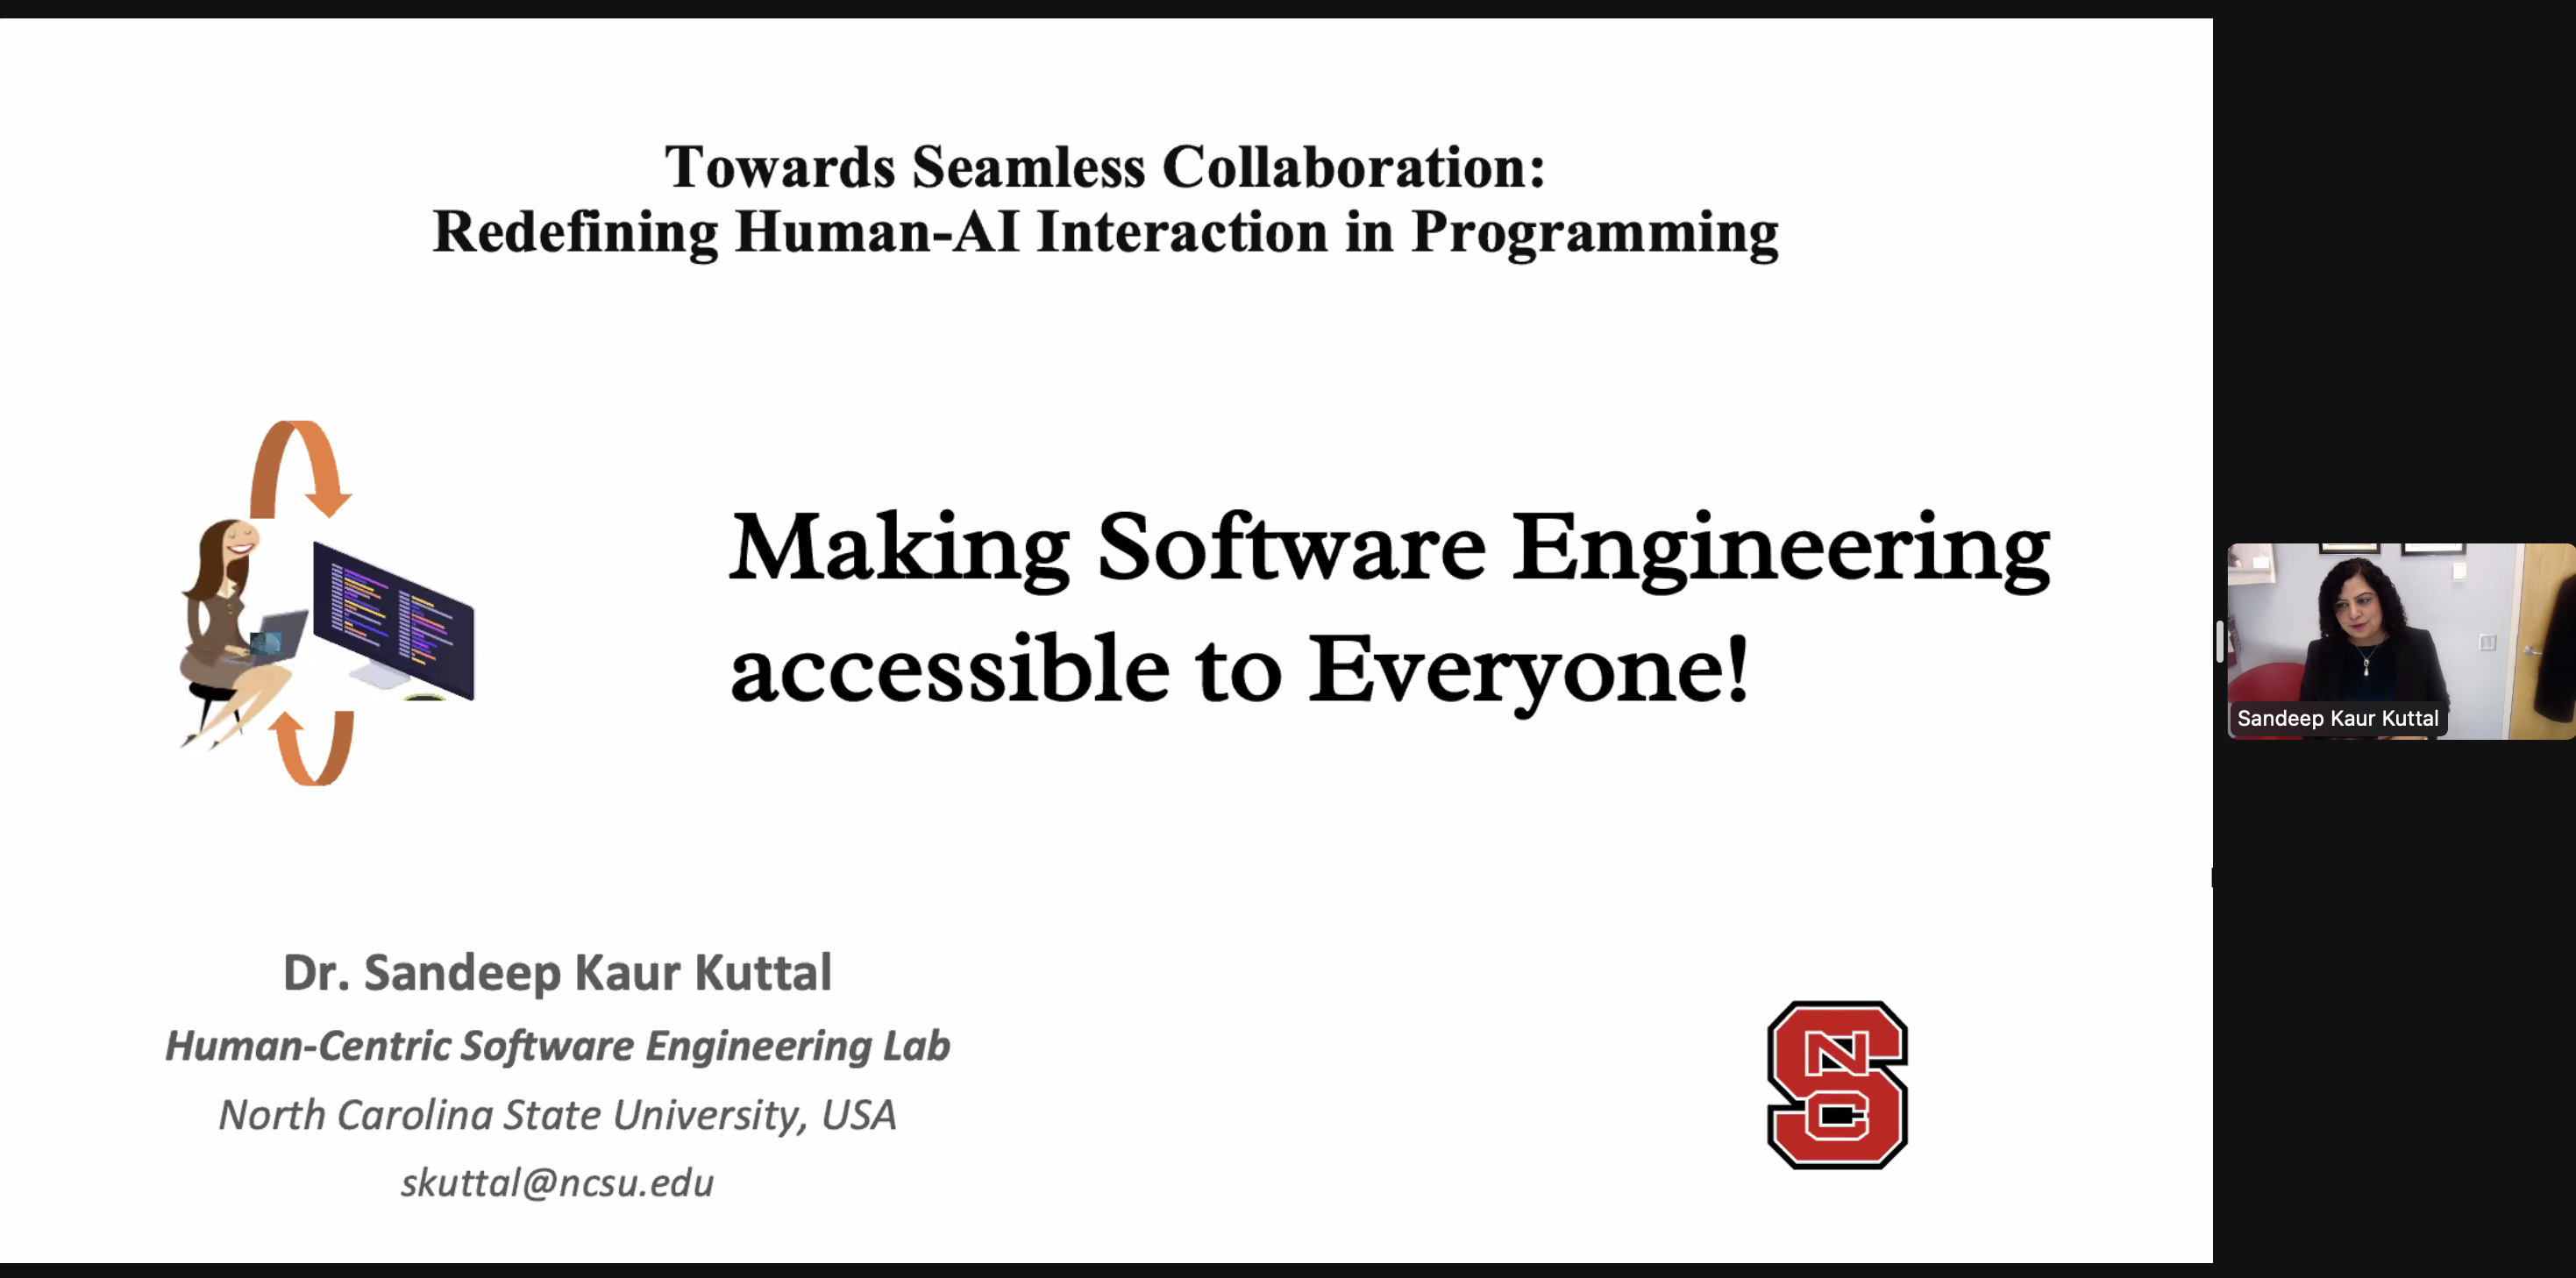 Towards Seamless Collaboration:
Redefining Human-AI Interaction in Programming
Making Software Engineering
accessible to Everyone!
Dr. Sandeep Kaur Kuttal
Human-Centric Software Engineering Lab
North Carolina State University, USA
skuttal@ncsu.edu
NCS
Sandeep Kaur Kuttal